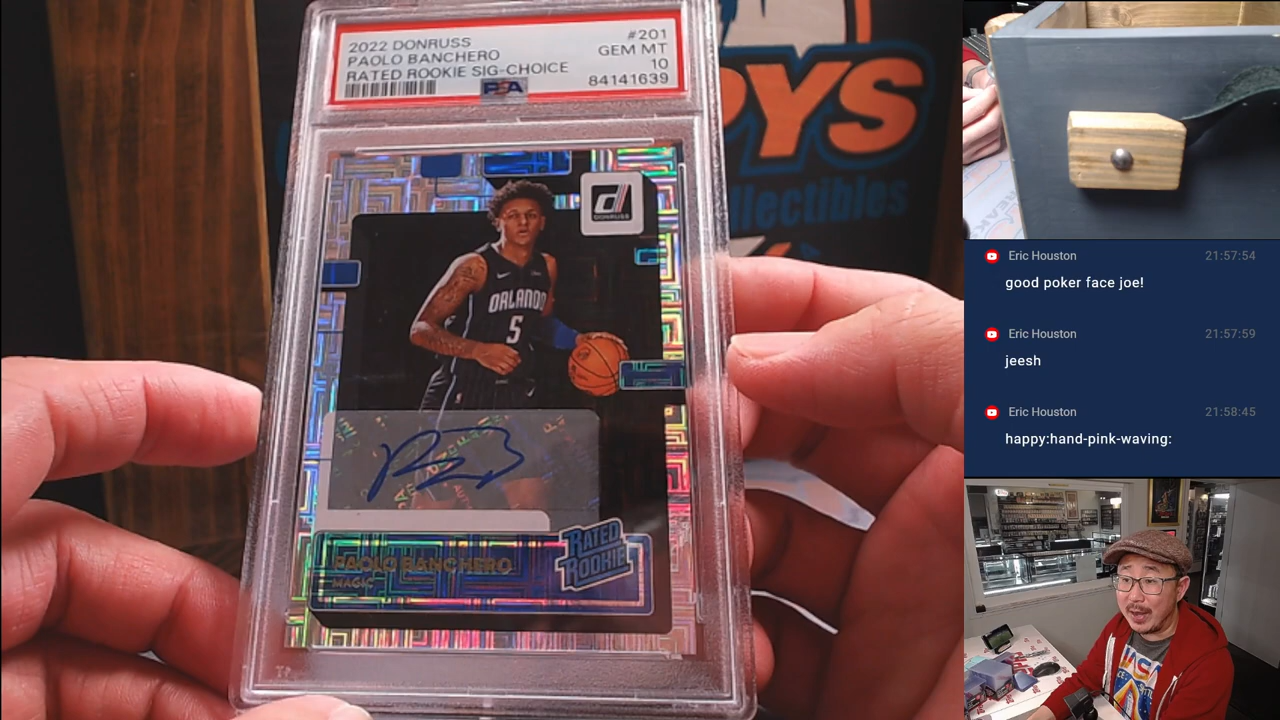 2022 DONRUSS
PAOLO BANCHERO
RATED ROOKIE SIG-CHOICE
#201
GEM MT
10
84141639
PSA
DONRUSS
ORLANDO
5
PAOLO BANCHERO
MAGIC
RATED
ROOKIE
PYS
llectibles
Eric Houston
21:57:54
good poker face joe!
Eric Houston
21:57:59
jeesh
Eric Houston
21:58:45
happy:hand-pink-waving: